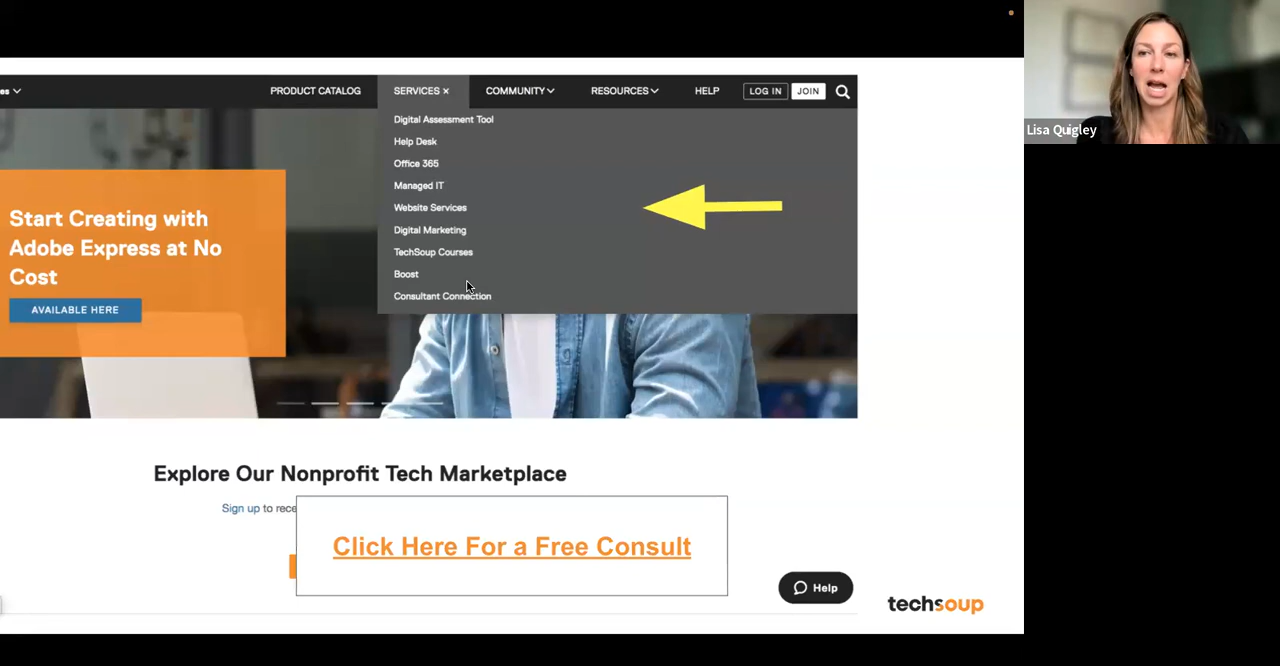 es
PRODUCT CATALOG
SERVICES ×
COMMUNITY
RESOURCES
HELP
LOG IN
JOIN
Digital Assessment Tool
Help Desk
Office 365
Managed IT
Website Services
Digital Marketing
TechSoup Courses
Boost
Consultant Connection
Start Creating with
Adobe Express at No
Cost
AVAILABLE HERE
Lisa Quigley
Explore Our Nonprofit Tech Marketplace
Sign up to rece
Click Here For a Free Consult
Help
techsoup